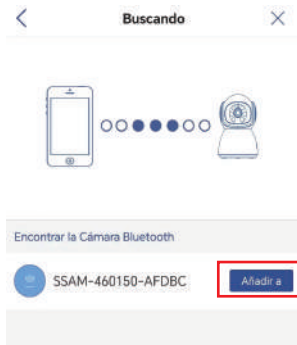 Buscando
Encontrar la Cámara Bluetooth
SSAM-460150-AFDBC
Añadir a